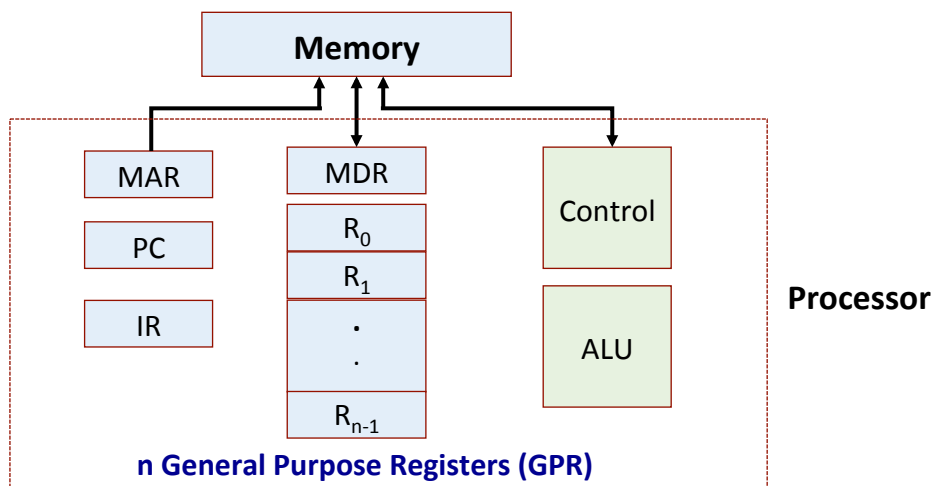 Memory
MAR
MDR
Control
PC
R0
R1
IR
.
.
ALU
Processor
Rn-1
n General Purpose Registers (GPR)